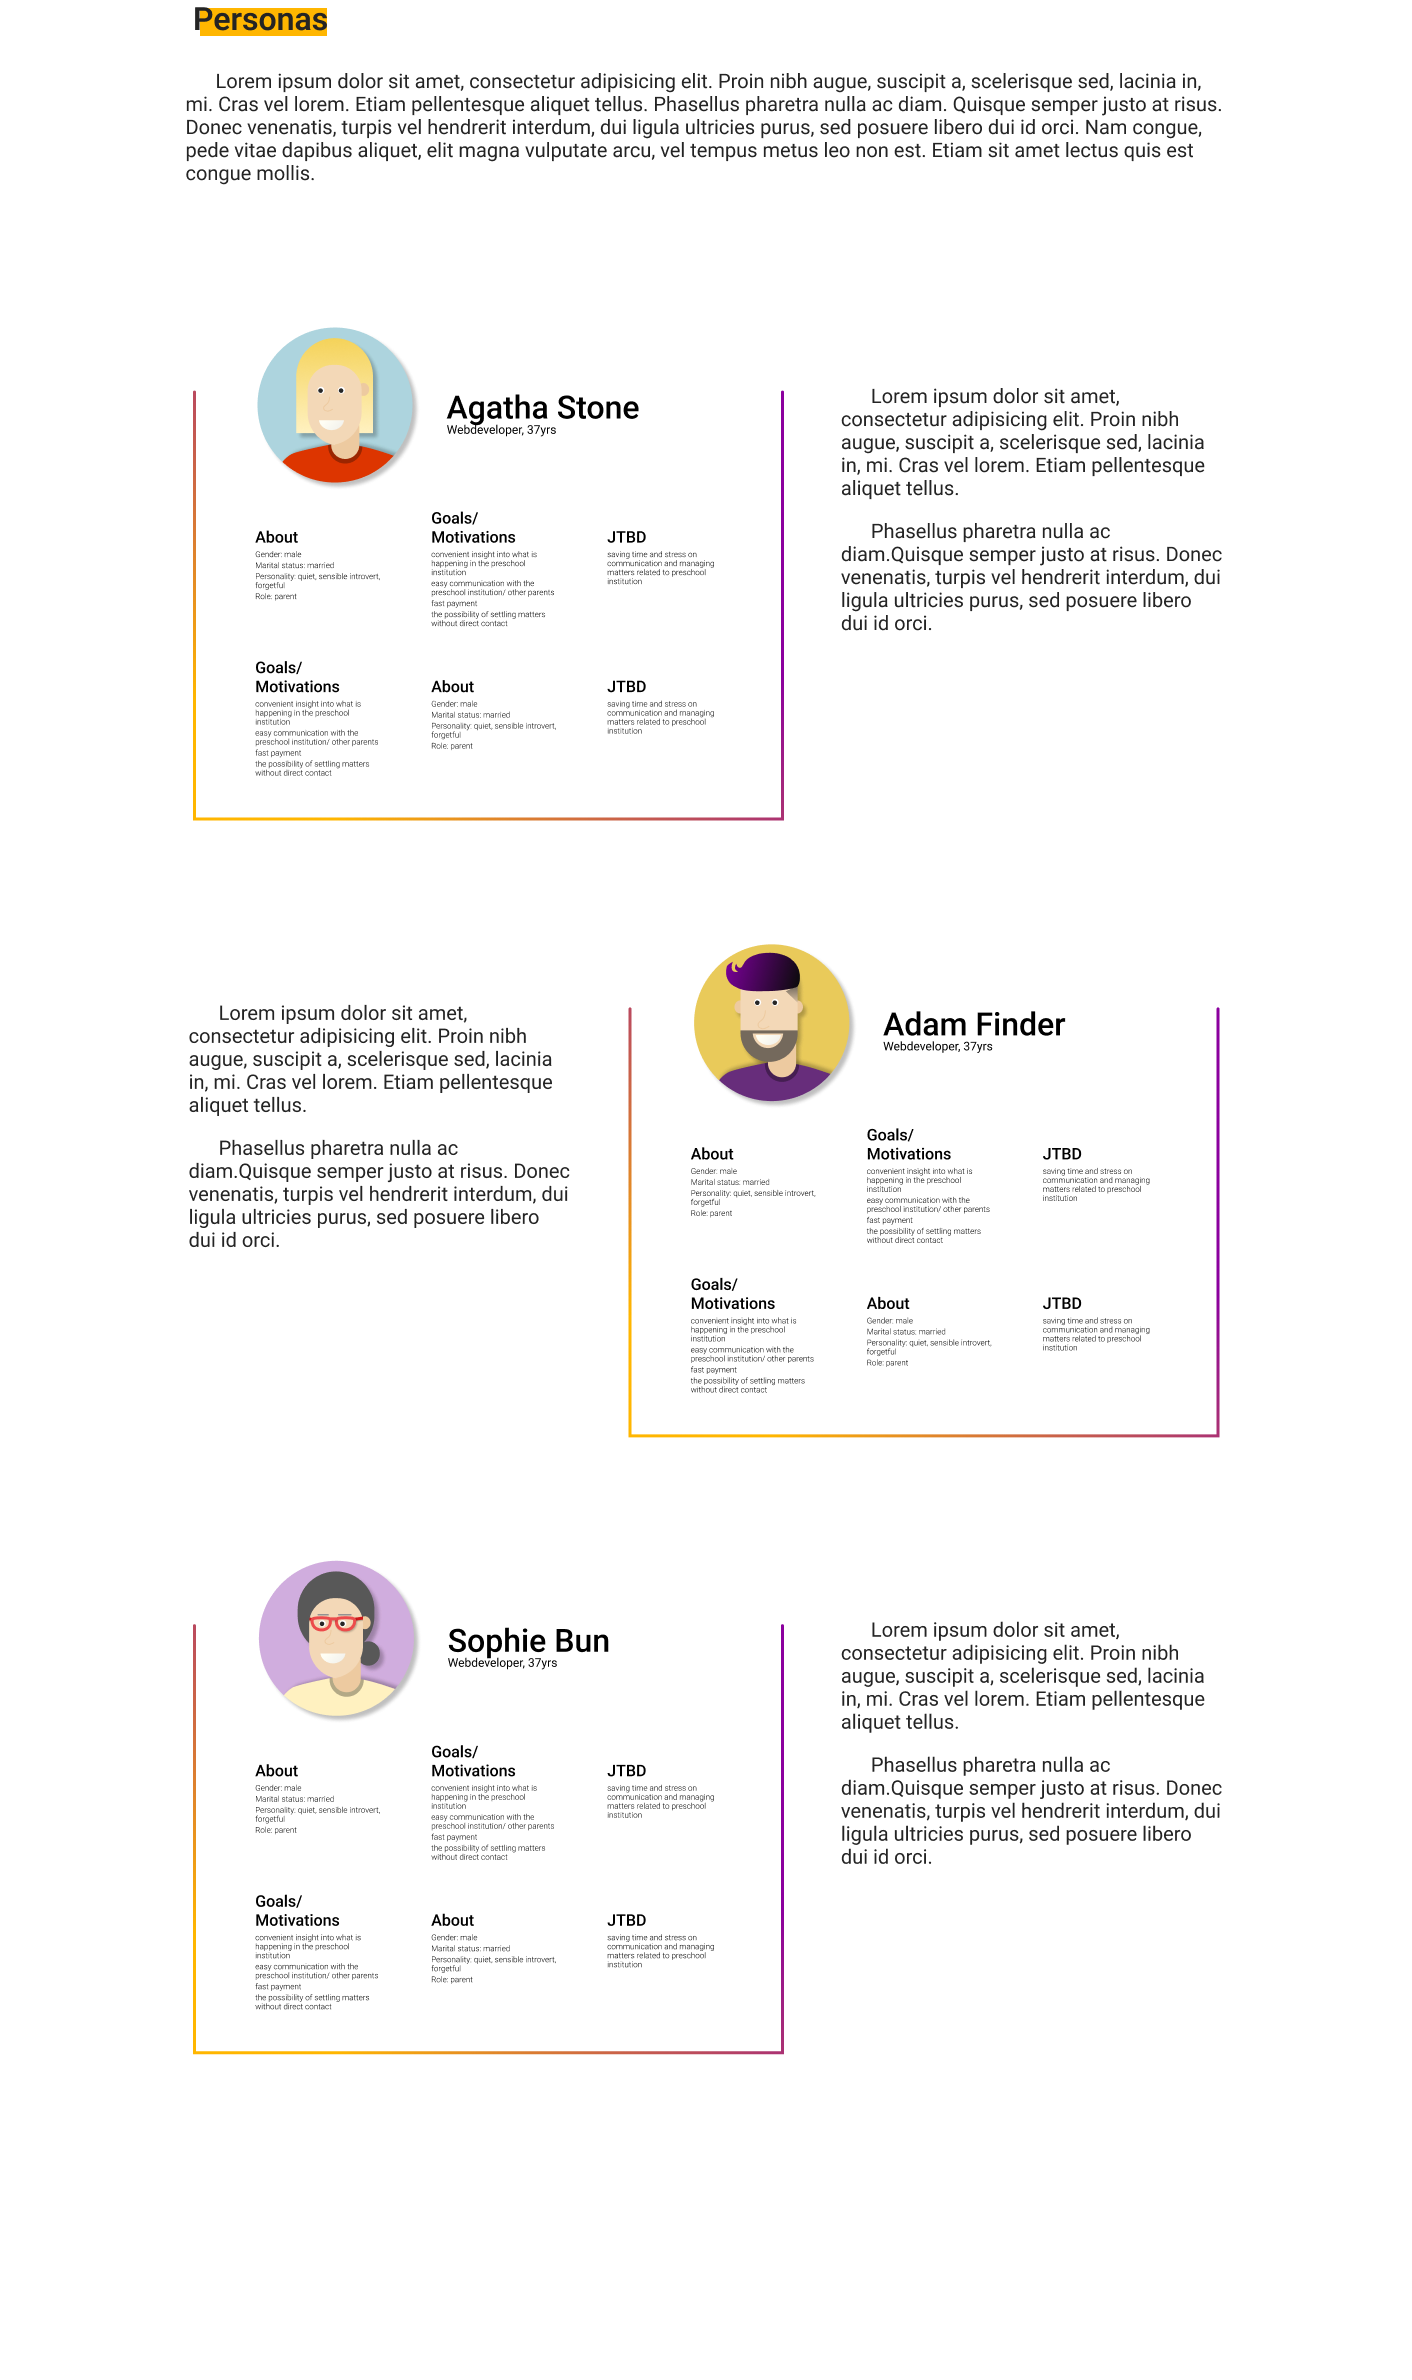 Personas
Lorem ipsum dolor sit amet, consectetur adipisicing elit. Proin nibh augue, suscipit a, scelerisque sed, lacinia in,
mi. Cras vel lorem. Etiam pellentesque aliquet tellus. Phasellus pharetra nulla ac diam. Quisque semper justo at risus.
Donec venenatis, turpis vel hendrerit interdum, dui ligula ultricies purus, sed posuere libero dui id orci. Nam congue,
pede vitae dapibus aliquet, elit magna vulputate arcu, vel tempus metus leo non est. Etiam sit amet lectus quis est
congue mollis.
Agatha Stone
Webdeveloper, 37yrs
About
Gender: male
Marital status: married
Personality: quiet, sensible introvert,
forgetful
Role: parent
Goals/
Motivations
convenient insight into what is
happening in the preschool
institution
easy communication with the
preschool institution/ other parents
fast payment
the possibility of settling matters
without direct contact
JTBD
saving time and stress on
communication and managing
matters related to preschool
institution
Goals/
Motivations
convenient insight into what is
happening in the preschool
institution
easy communication with the
preschool institution/ other parents
fast payment
the possibility of settling matters
without direct contact
About
Gender: male
Marital status: married
Personality: quiet, sensible introvert,
forgetful
Role: parent
JTBD
saving time and stress on
communication and managing
matters related to preschool
institution
Lorem ipsum dolor sit amet,
consectetur adipisicing elit. Proin nibh
augue, suscipit a, scelerisque sed, lacinia
in, mi. Cras vel lorem. Etiam pellentesque
aliquet tellus.
Phasellus pharetra nulla ac
diam.Quisque semper justo at risus. Donec
venenatis, turpis vel hendrerit interdum, dui
ligula ultricies purus, sed posuere libero
dui id orci.
Lorem ipsum dolor sit amet,
consectetur adipisicing elit. Proin nibh
augue, suscipit a, scelerisque sed, lacinia
in, mi. Cras vel lorem. Etiam pellentesque
aliquet tellus.
Phasellus pharetra nulla ac
diam.Quisque semper justo at risus. Donec
venenatis, turpis vel hendrerit interdum, dui
ligula ultricies purus, sed posuere libero
dui id orci.
Adam Finder
Webdeveloper, 37yrs
About
Gender: male
Marital status: married
Personality: quiet, sensible introvert,
forgetful
Role: parent
Goals/
Motivations
convenient insight into what is
happening in the preschool
institution
easy communication with the
preschool institution/ other parents
fast payment
the possibility of settling matters
without direct contact
JTBD
saving time and stress on
communication and managing
matters related to preschool
institution
Goals/
Motivations
convenient insight into what is
happening in the preschool
institution
easy communication with the
preschool institution/ other parents
fast payment
the possibility of settling matters
without direct contact
About
Gender: male
Marital status: married
Personality: quiet, sensible introvert,
forgetful
Role: parent
JTBD
saving time and stress on
communication and managing
matters related to preschool
institution
Sophie Bun
Webdeveloper, 37yrs
About
Gender: male
Marital status: married
Personality: quiet, sensible introvert,
forgetful
Role: parent
Goals/
Motivations
convenient insight into what is
happening in the preschool
institution
easy communication with the
preschool institution/ other parents
fast payment
the possibility of settling matters
without direct contact
JTBD
saving time and stress on
communication and managing
matters related to preschool
institution
Goals/
Motivations
convenient insight into what is
happening in the preschool
institution
easy communication with the
preschool institution/ other parents
fast payment
the possibility of settling matters
without direct contact
About
Gender: male
Marital status: married
Personality: quiet, sensible introvert,
forgetful
Role: parent
JTBD
saving time and stress on
communication and managing
matters related to preschool
institution
Lorem ipsum dolor sit amet,
consectetur adipisicing elit. Proin nibh
augue, suscipit a, scelerisque sed, lacinia
in, mi. Cras vel lorem. Etiam pellentesque
aliquet tellus.
Phasellus pharetra nulla ac
diam.Quisque semper justo at risus. Donec
venenatis, turpis vel hendrerit interdum, dui
ligula ultricies purus, sed posuere libero
dui id orci.